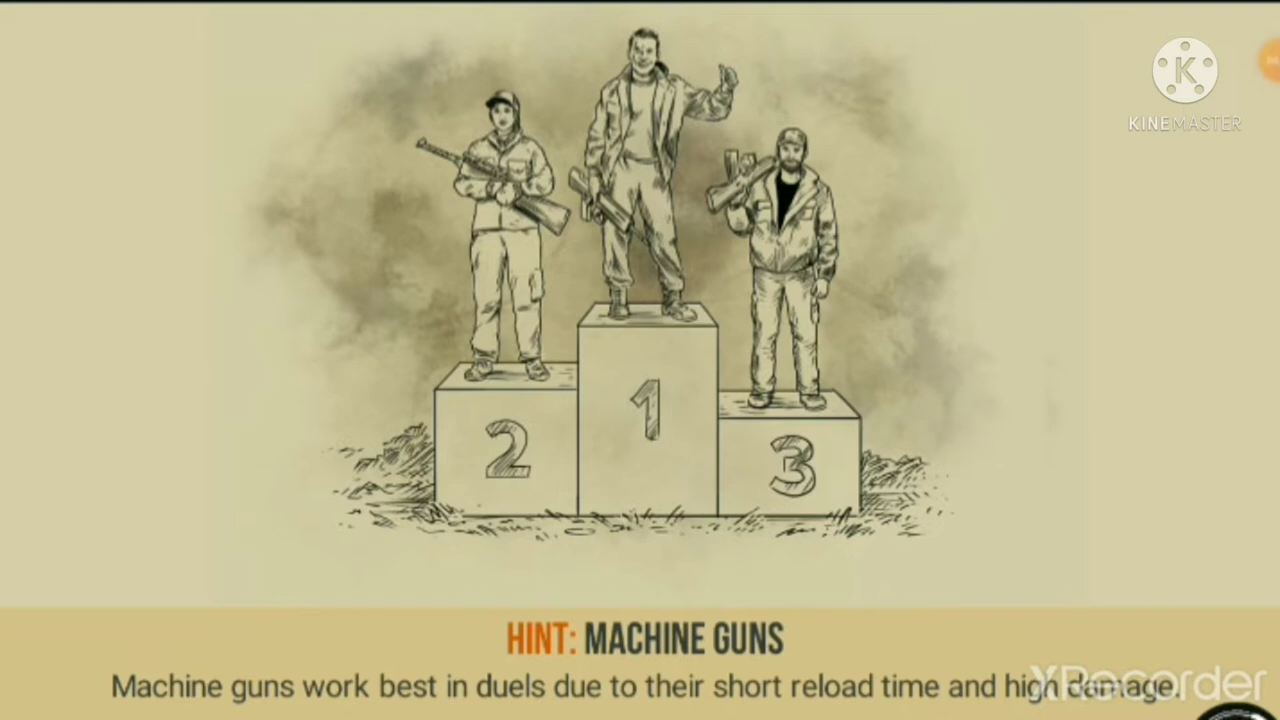 K
KINEMASTER
1
2
3
HINT: MACHINE GUNS
Machine guns work best in duels due to their short reload time and high damage.
XRecorder